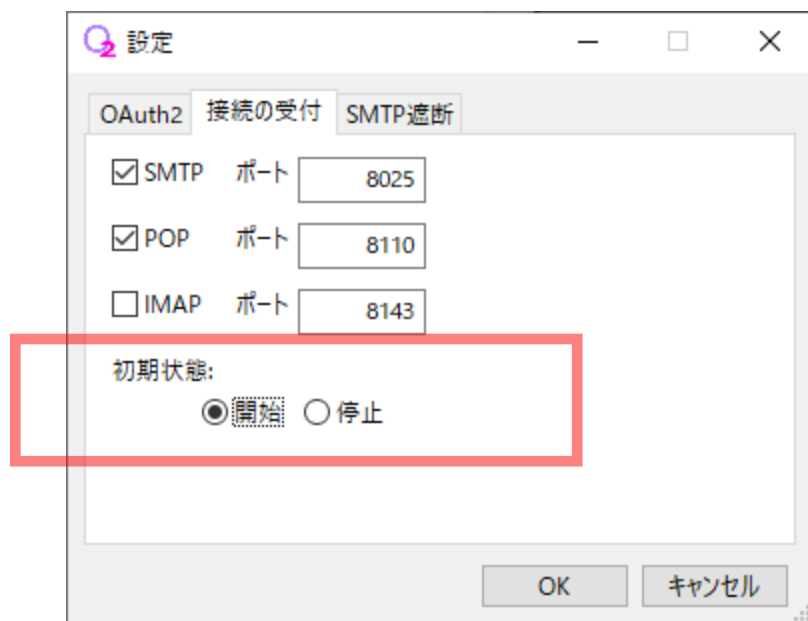 設定
OAuth2 接続の受付 SMTP遮断
SMTP ポート 8025
POP ポート 8110
IMAP ポート 8143
初期状態:
開始 停止
OK キャンセル